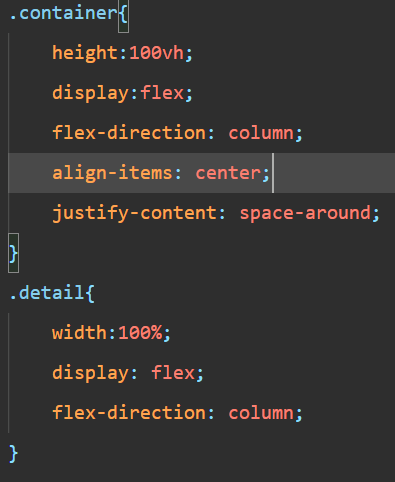 .container{
height:100vh;
display:flex;
flex-direction: column;
align-items: center;
justify-content: space-around;
}
.detail{
width:100%;
display: flex;
flex-direction: column;
}